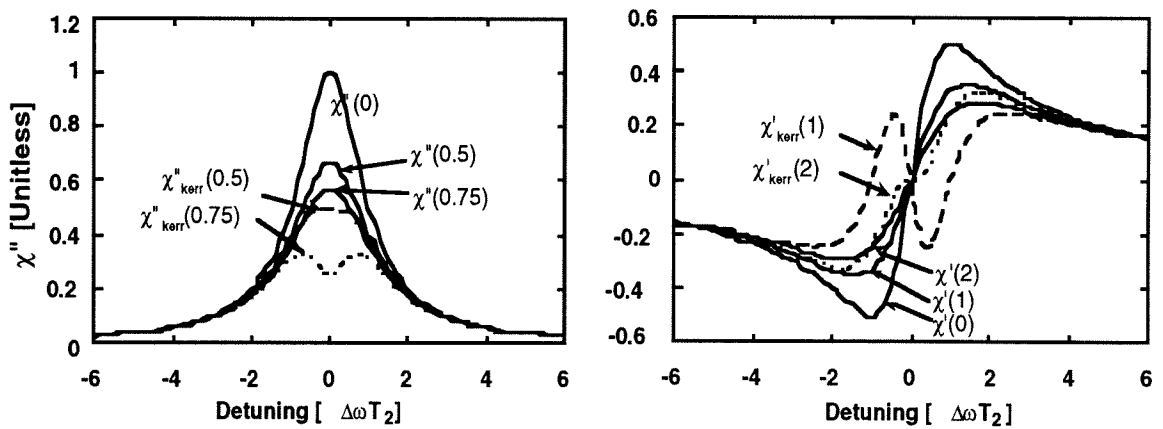 1.2
1
0.8
0.6
0.4
0.2
0
χ" [Unitless]
χ"(0)
χ"(0.5)
χ"kerr(0.5)
χ"(0.75)
χ"kerr(0.75)
-6 -4 -2 0 2 4 6
Detuning [ ΔωT2]
0.6
0.4
0.2
0
-0.2
-0.4
-0.6
χ'kerr(1)
χ'kerr(2)
χ'(2)
χ'(1)
χ'(0)
-6 -4 -2 0 2 4 6
Detuning [ ΔωT2]